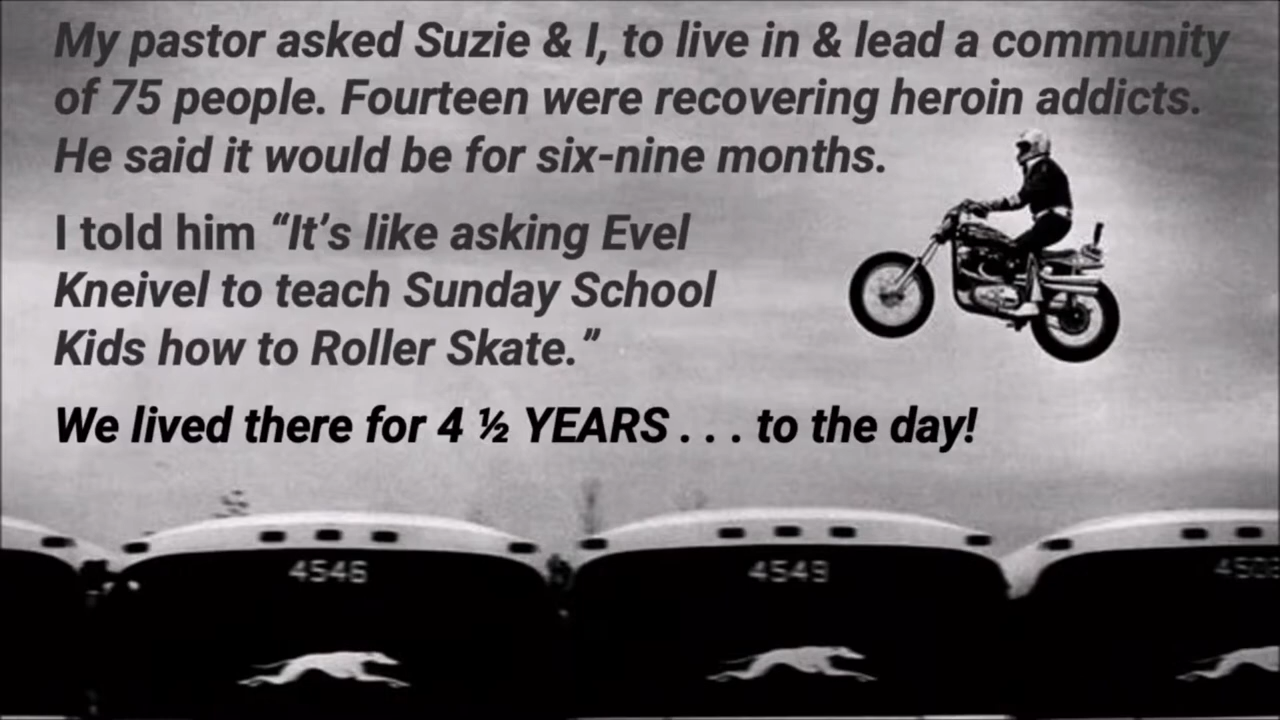 My pastor asked Suzie & I, to live in & lead a community
of 75 people. Fourteen were recovering heroin addicts.
He said it would be for six-nine months.
I told him “It’s like asking Evel
Kneivel to teach Sunday School
Kids how to Roller Skate.”
We lived there for 4 ½ YEARS . . . to the day!
4546
4549